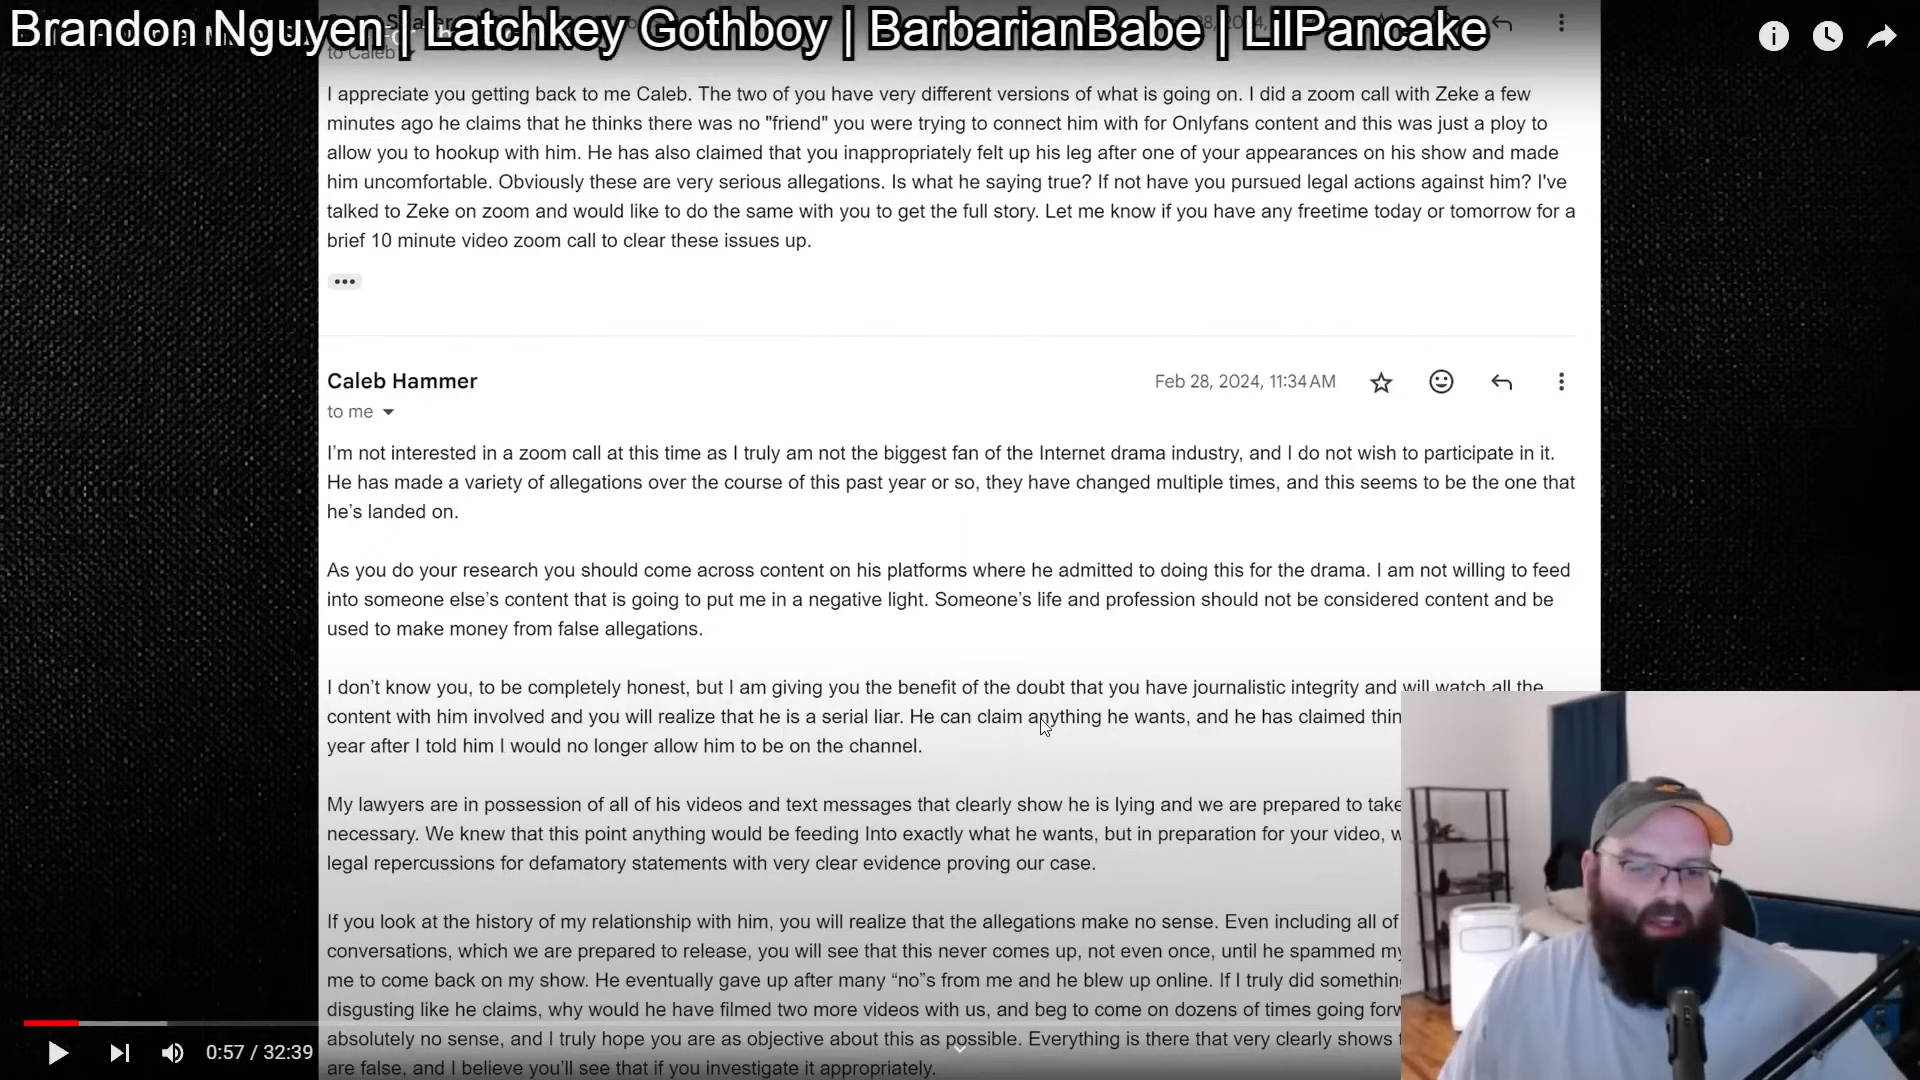 Brandon Nguyen | Latchkey Gothboy | BarbarianBabe | LilPancake
to Caleb
I appreciate you getting back to me Caleb. The two of you have very different versions of what is going on. I did a zoom call with Zeke a few
minutes ago he claims that he thinks there was no "friend" you were trying to connect him with for Onlyfans content and this was just a ploy to
allow you to hookup with him. He has also claimed that you inappropriately felt up his leg after one of your appearances on his show and made
him uncomfortable. Obviously these are very serious allegations. Is what he saying true? If not have you pursued legal actions against him? I've
talked to Zeke on zoom and would like to do the same with you to get the full story. Let me know if you have any freetime today or tomorrow for a
brief 10 minute video zoom call to clear these issues up.
Caleb Hammer
Feb 28, 2024, 11:34 AM
to me
I’m not interested in a zoom call at this time as I truly am not the biggest fan of the Internet drama industry, and I do not wish to participate in it.
He has made a variety of allegations over the course of this past year or so, they have changed multiple times, and this seems to be the one that
he’s landed on.
As you do your research you should come across content on his platforms where he admitted to doing this for the drama. I am not willing to feed
into someone else’s content that is going to put me in a negative light. Someone’s life and profession should not be considered content and be
used to make money from false allegations.
I don’t know you, to be completely honest, but I am giving you the benefit of the doubt that you have journalistic integrity and will watch all the
content with him involved and you will realize that he is a serial liar. He can claim anything he wants, and he has claimed thin
year after I told him I would no longer allow him to be on the channel.
My lawyers are in possession of all of his videos and text messages that clearly show he is lying and we are prepared to take
necessary. We knew that this point anything would be feeding Into exactly what he wants, but in preparation for your video, w
legal repercussions for defamatory statements with very clear evidence proving our case.
If you look at the history of my relationship with him, you will realize that the allegations make no sense. Even including all of
conversations, which we are prepared to release, you will see that this never comes up, not even once, until he spammed my
me to come back on my show. He eventually gave up after many “no”s from me and he blew up online. If I truly did something
disgusting like he claims, why would he have filmed two more videos with us, and beg to come on dozens of times going forw
absolutely no sense, and I truly hope you are as objective about this as possible. Everything is there that very clearly shows
are false, and I believe you’ll see that if you investigate it appropriately.
0:57 / 32:39